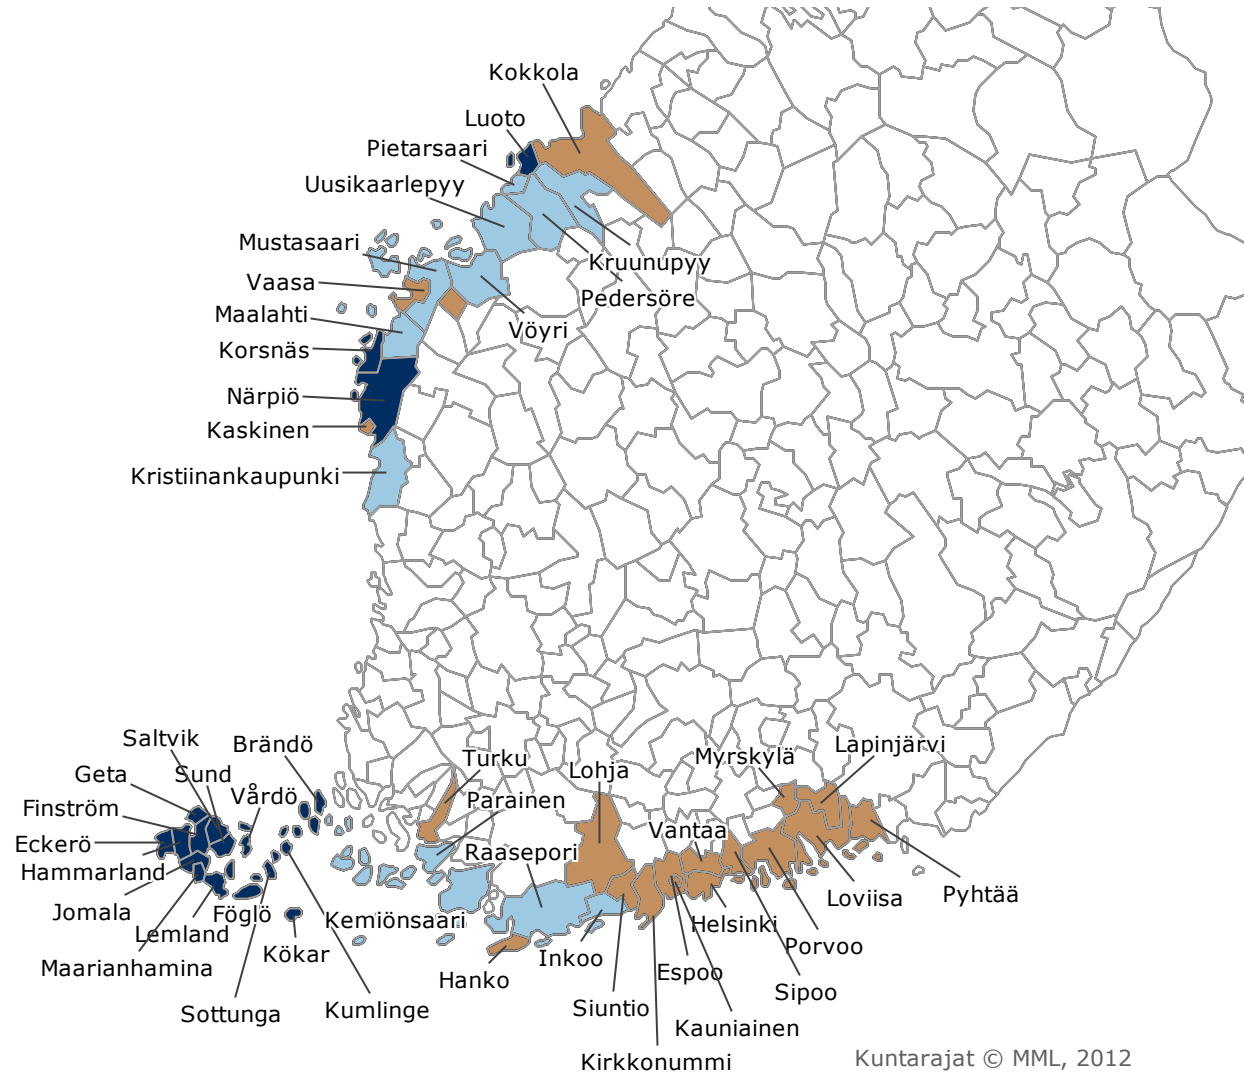 Kokkola
Luoto
Pietarsaari
Uusikaarlepyy
Mustasaari
Kruunupyy
Vaasa
Pedersöre
Maalahti
Vöyri
Korsnäs
Närpiö
Kaskinen
Kristiinankaupunki
Saltvik
Brändö
Turku
Myrskylä
Lapinjärvi
Geta
Sund
Lohja
Finström
Vårdö
Parainen
Vantaa
Eckerö
Raasepori
Hammarland
Pyhtää
Loviisa
Jomala
Föglö
Kemiönsaari
Helsinki
Lemland
Porvoo
Kökar
Inkoo
Maarianhamina
Espoo
Hanko
Sipoo
Siuntio
Kumlinge
Sottunga
Kauniainen
Kirkkonummi
Kuntarajat © MML, 2012